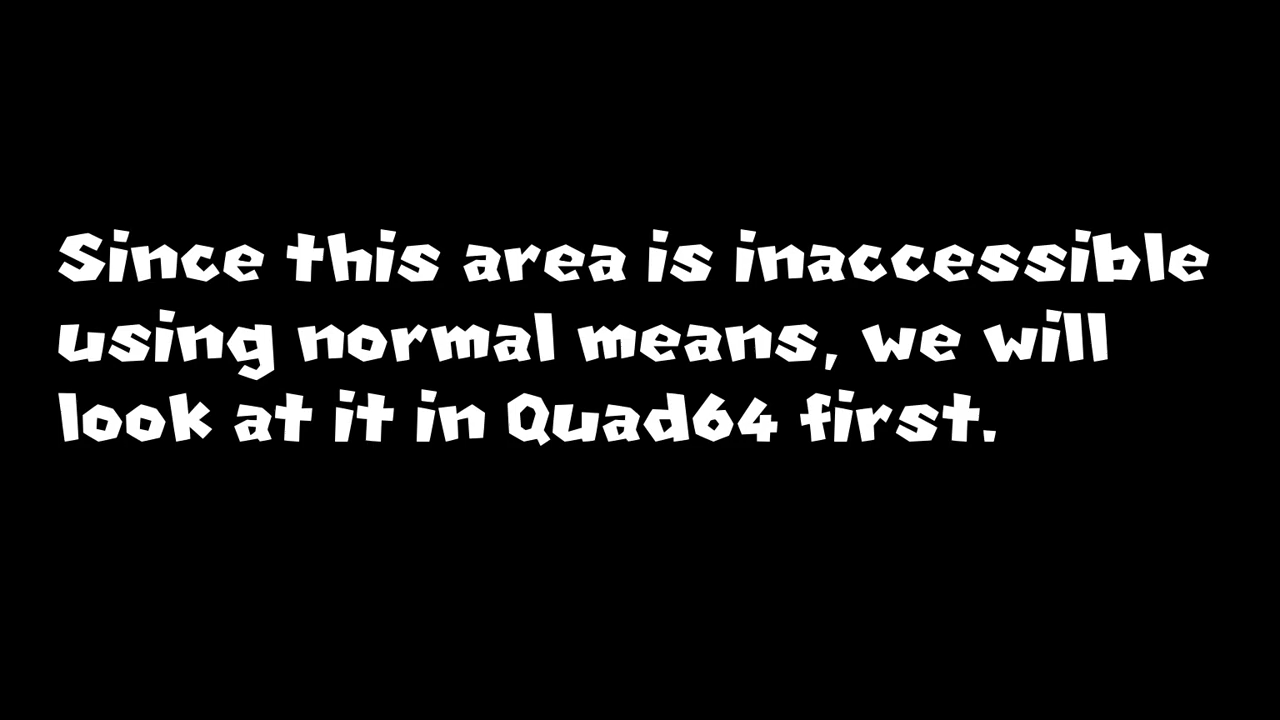 Since this area is inaccessible
using normal means, we will
look at it in Quad64 first.